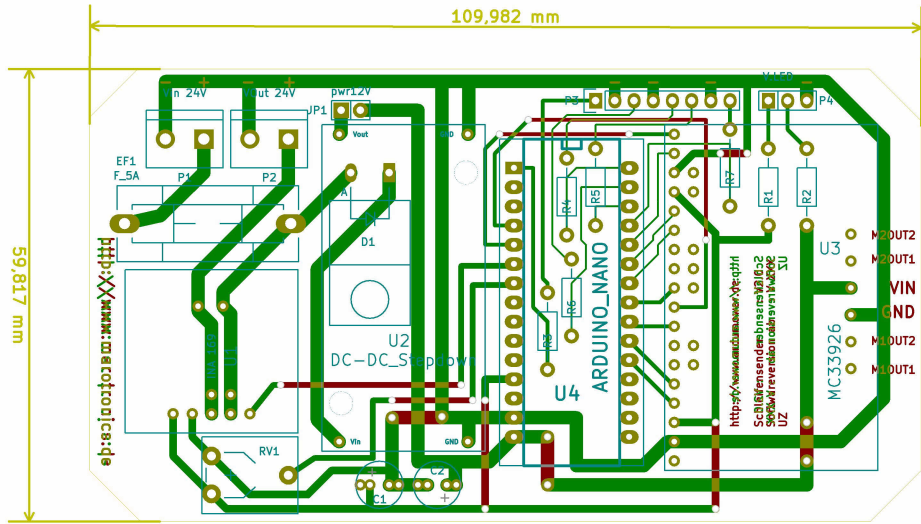 109,982 mm
59,817 mm
Vin 24V
Vout 24V
pwr12V
JP1
P3
V-LED
P4
Vout
GND
EF1
F_5A
P1
P2
A
D1
R4
R5
R7
R1
R2
U3
M2OUT2
M2OUT1
VIN
GND
M1OUT2
M1OUT1
MC33926
ARDUINO_NANO
R6
R3
U4
U2
DC-DC_Stepdown
U1
Vin
GND
RV1
C1
C2
UZ